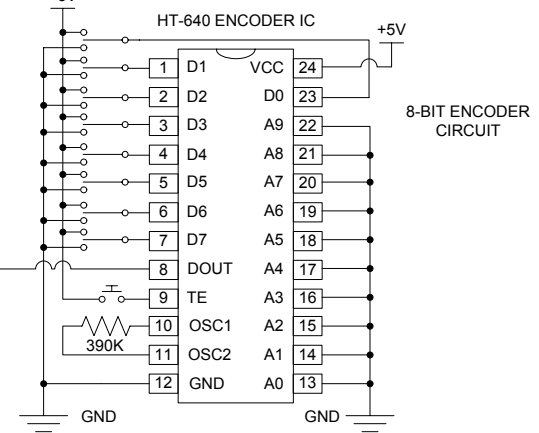 HT-640 ENCODER IC
+5V
1 D1 VCC 24
2 D2 D0 23
3 D3 A9 22
4 D4 A8 21
5 D5 A7 20
6 D6 A6 19
7 D7 A5 18
8 DOUT A4 17
9 TE A3 16
10 OSC1 A2 15
11 OSC2 A1 14
12 GND A0 13
390K
8-BIT ENCODER
CIRCUIT
GND
GND